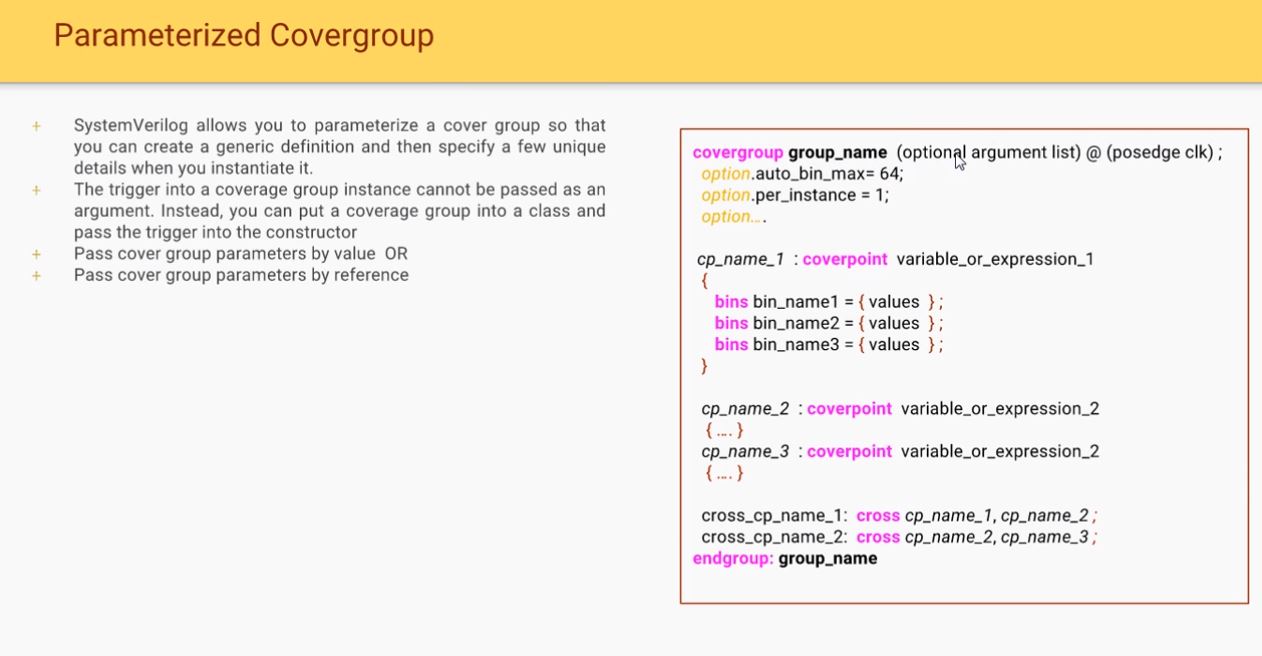 Parameterized Covergroup
+ SystemVerilog allows you to parameterize a cover group so that
you can create a generic definition and then specify a few unique
details when you instantiate it.
+ The trigger into a coverage group instance cannot be passed as an
argument. Instead, you can put a coverage group into a class and
pass the trigger into the constructor
+ Pass cover group parameters by value OR
+ Pass cover group parameters by reference
covergroup group_name (optional argument list) @ (posedge clk) ;
option.auto_bin_max= 64;
option.per_instance = 1;
option... .
cp_name_1 : coverpoint variable_or_expression_1
{
bins bin_name1 = { values } ;
bins bin_name2 = { values } ;
bins bin_name3 = { values } ;
}
cp_name_2 : coverpoint variable_or_expression_2
{ .... }
cp_name_3 : coverpoint variable_or_expression_2
{ .... }
cross_cp_name_1: cross cp_name_1, cp_name_2 ;
cross_cp_name_2: cross cp_name_2, cp_name_3 ;
endgroup: group_name